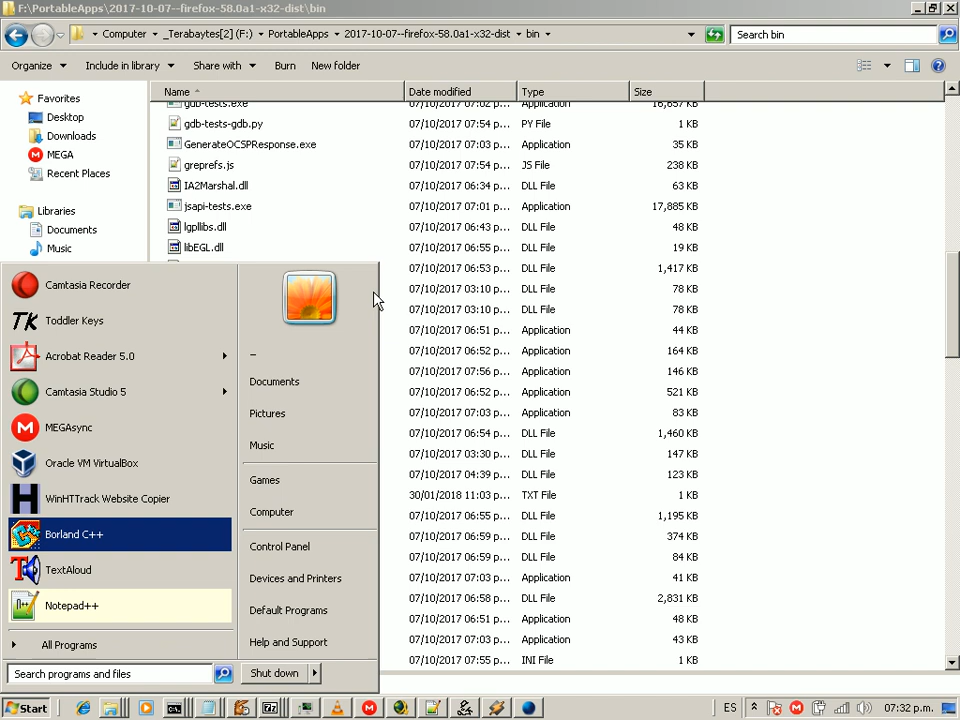 F:\PortableApps\2017-10-07--firefox-58.0a1-x32-dist\bin
Computer _Terabaytes[2] (F:) PortableApps 2017-10-07--firefox-58.0a1-x32-dist bin
Search bin
Organize Include in library Share with Burn New folder
Name Date modified Type Size
Favorites
Desktop
Downloads
MEGA
Recent Places
Libraries
Documents
Music
gdb-tests.exe 07/10/2017 07:02 p... Application 16,657 KB
gdb-tests-gdb.py 07/10/2017 07:54 p... PY File 1 KB
GenerateOCSPResponse.exe 07/10/2017 07:03 p... Application 35 KB
greprefs.js 07/10/2017 07:54 p... JS File 238 KB
IA2Marshal.dll 07/10/2017 06:34 p... DLL File 63 KB
jsapi-tests.exe 07/10/2017 07:01 p... Application 17,885 KB
lgpllibs.dll 07/10/2017 06:43 p... DLL File 48 KB
libEGL.dll 07/10/2017 06:55 p... DLL File 19 KB
07/10/2017 06:53 p... DLL File 1,417 KB
07/10/2017 03:10 p... DLL File 78 KB
07/10/2017 03:10 p... DLL File 78 KB
07/10/2017 06:51 p... Application 44 KB
07/10/2017 06:52 p... Application 164 KB
07/10/2017 07:56 p... Application 146 KB
07/10/2017 06:52 p... Application 521 KB
07/10/2017 07:03 p... Application 83 KB
07/10/2017 06:54 p... DLL File 1,460 KB
07/10/2017 03:30 p... DLL File 147 KB
07/10/2017 04:39 p... DLL File 123 KB
30/01/2018 11:03 p... TXT File 1 KB
07/10/2017 06:55 p... DLL File 1,195 KB
07/10/2017 06:59 p... DLL File 374 KB
07/10/2017 06:59 p... DLL File 84 KB
07/10/2017 07:03 p... Application 41 KB
07/10/2017 06:58 p... DLL File 2,831 KB
07/10/2017 06:51 p... Application 48 KB
07/10/2017 07:03 p... Application 43 KB
07/10/2017 07:55 p... INI File 1 KB
Camtasia Recorder
TK Toddler Keys
Acrobat Reader 5.0
Camtasia Studio 5
MEGAsync
Oracle VM VirtualBox
WinHTTrack Website Copier
Borland C++
TextAloud
Notepad++
All Programs
Search programs and files
–
Documents
Pictures
Music
Games
Computer
Control Panel
Devices and Printers
Default Programs
Help and Support
Shut down
Start
ES
07:32 p.m.